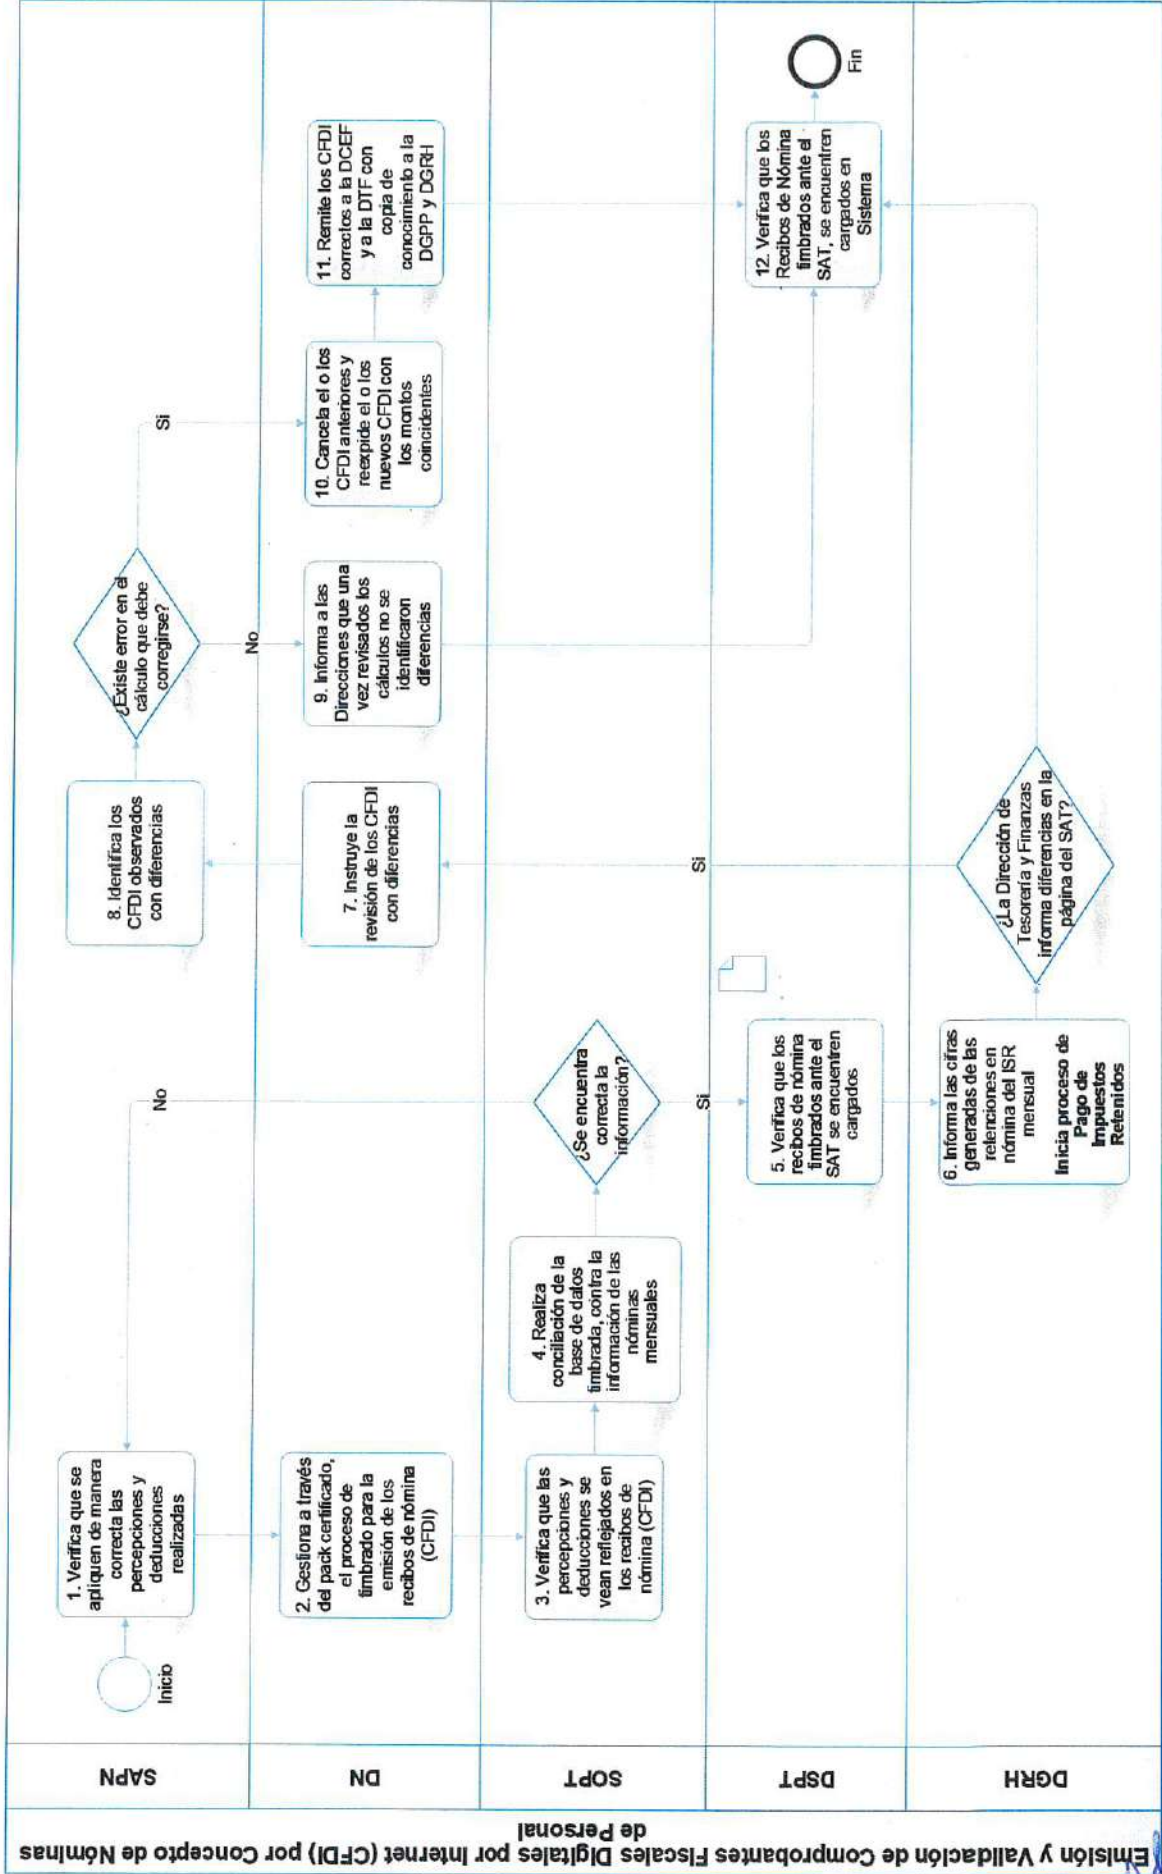 Emisión y Validación de Comprobantes Fiscales Digitales por Internet (CFDI) por Concepto de Nóminas
de Personal
SAPN
DN
SOPT
DSPT
DGRH
Inicio
1. Verifica que se
apliquen de manera
correcta las
percepciones y
deducciones
realizadas
2. Gestiona a través
del pack certificado,
el proceso de
timbrado para la
emisión de los
recibos de nómina
(CFDI)
3. Verifica que las
percepciones y
deducciones se
vean reflejados en
los recibos de
nómina (CFDI)
4. Realiza
conciliación de la
base de datos
timbrada, contra la
información de las
nóminas
mensuales
¿Se encuentra
correcta la
información?
No
Si
5. Verifica que los
recibos de nómina
timbrados ante el
SAT se encuentren
cargados
6. Informa las cifras
generadas de las
retenciones en
nómina del ISR
mensual
Inicia proceso de
Pago de
Impuestos
Retenidos
¿La Dirección de
Tesorería y Finanzas
informa diferencias en la
página del SAT?
Si
7. Instruye la
revisión de los CFDI
con diferencias
8. Identifica los
CFDI observados
con diferencias
¿Existe error en el
cálculo que debe
corregirse?
No
Si
9. Informa a las
Direcciones que una
vez revisados los
cálculos no se
identificaron
diferencias
10. Cancela el o los
CFDI anteriores y
reexpide el o los
nuevos CFDI con
los montos
coincidentes
11. Remite los CFDI
correctos a la DCEF
y a la DTF con
copia de
conocimiento a la
DGPP y DGRH
12. Verifica que los
Recibos de Nómina
timbrados ante el
SAT, se encuentren
cargados en
Sistema
Fin